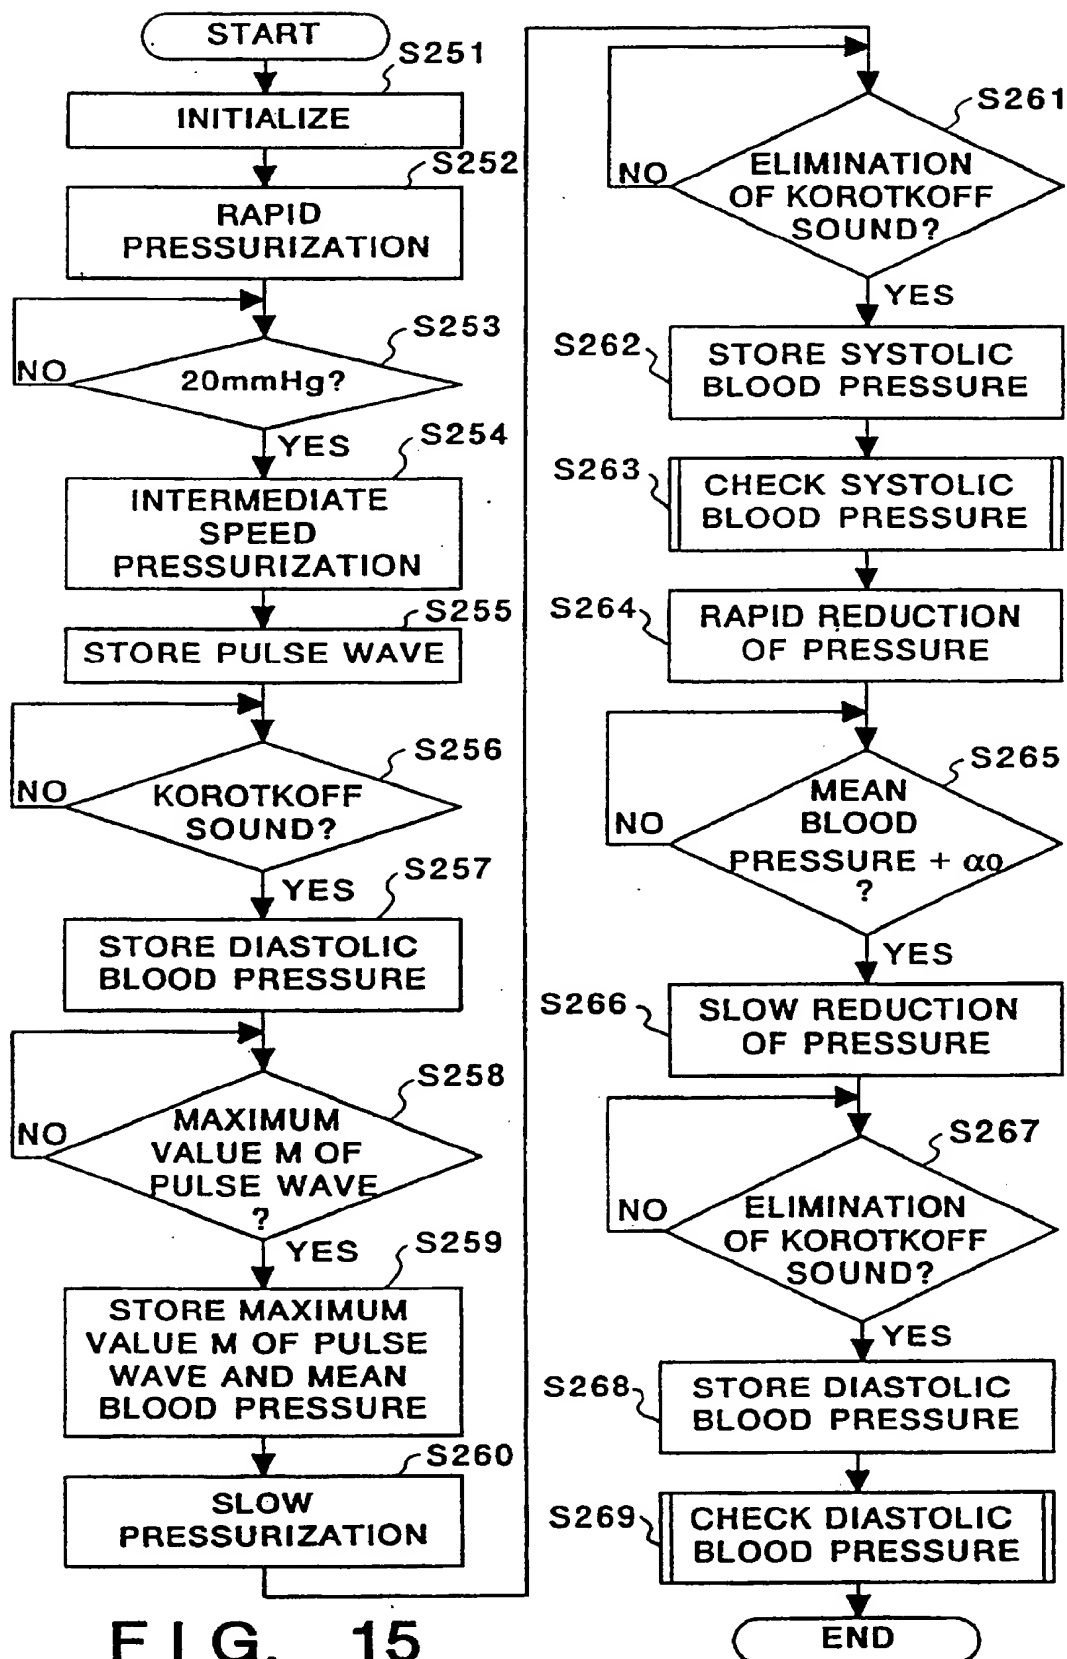 START
S251
INITIALIZE
S252
RAPID
PRESSURIZATION
S253
20mmHg?
NO
YES
S254
INTERMEDIATE
SPEED
PRESSURIZATION
S255
STORE PULSE WAVE
S256
KOROTKOFF
SOUND?
NO
YES
S257
STORE DIASTOLIC
BLOOD PRESSURE
S258
MAXIMUM
VALUE M OF
PULSE WAVE
?
NO
YES
S259
STORE MAXIMUM
VALUE M OF PULSE
WAVE AND MEAN
BLOOD PRESSURE
S260
SLOW
PRESSURIZATION
S261
ELIMINATION
OF KOROTKOFF
SOUND?
NO
YES
S262
STORE SYSTOLIC
BLOOD PRESSURE
S263
CHECK SYSTOLIC
BLOOD PRESSURE
S264
RAPID REDUCTION
OF PRESSURE
S265
MEAN
BLOOD
PRESSURE + α0
?
NO
YES
S266
SLOW REDUCTION
OF PRESSURE
S267
ELIMINATION
OF KOROTKOFF
SOUND?
NO
YES
S268
STORE DIASTOLIC
BLOOD PRESSURE
S269
CHECK DIASTOLIC
BLOOD PRESSURE
END
FIG. 15